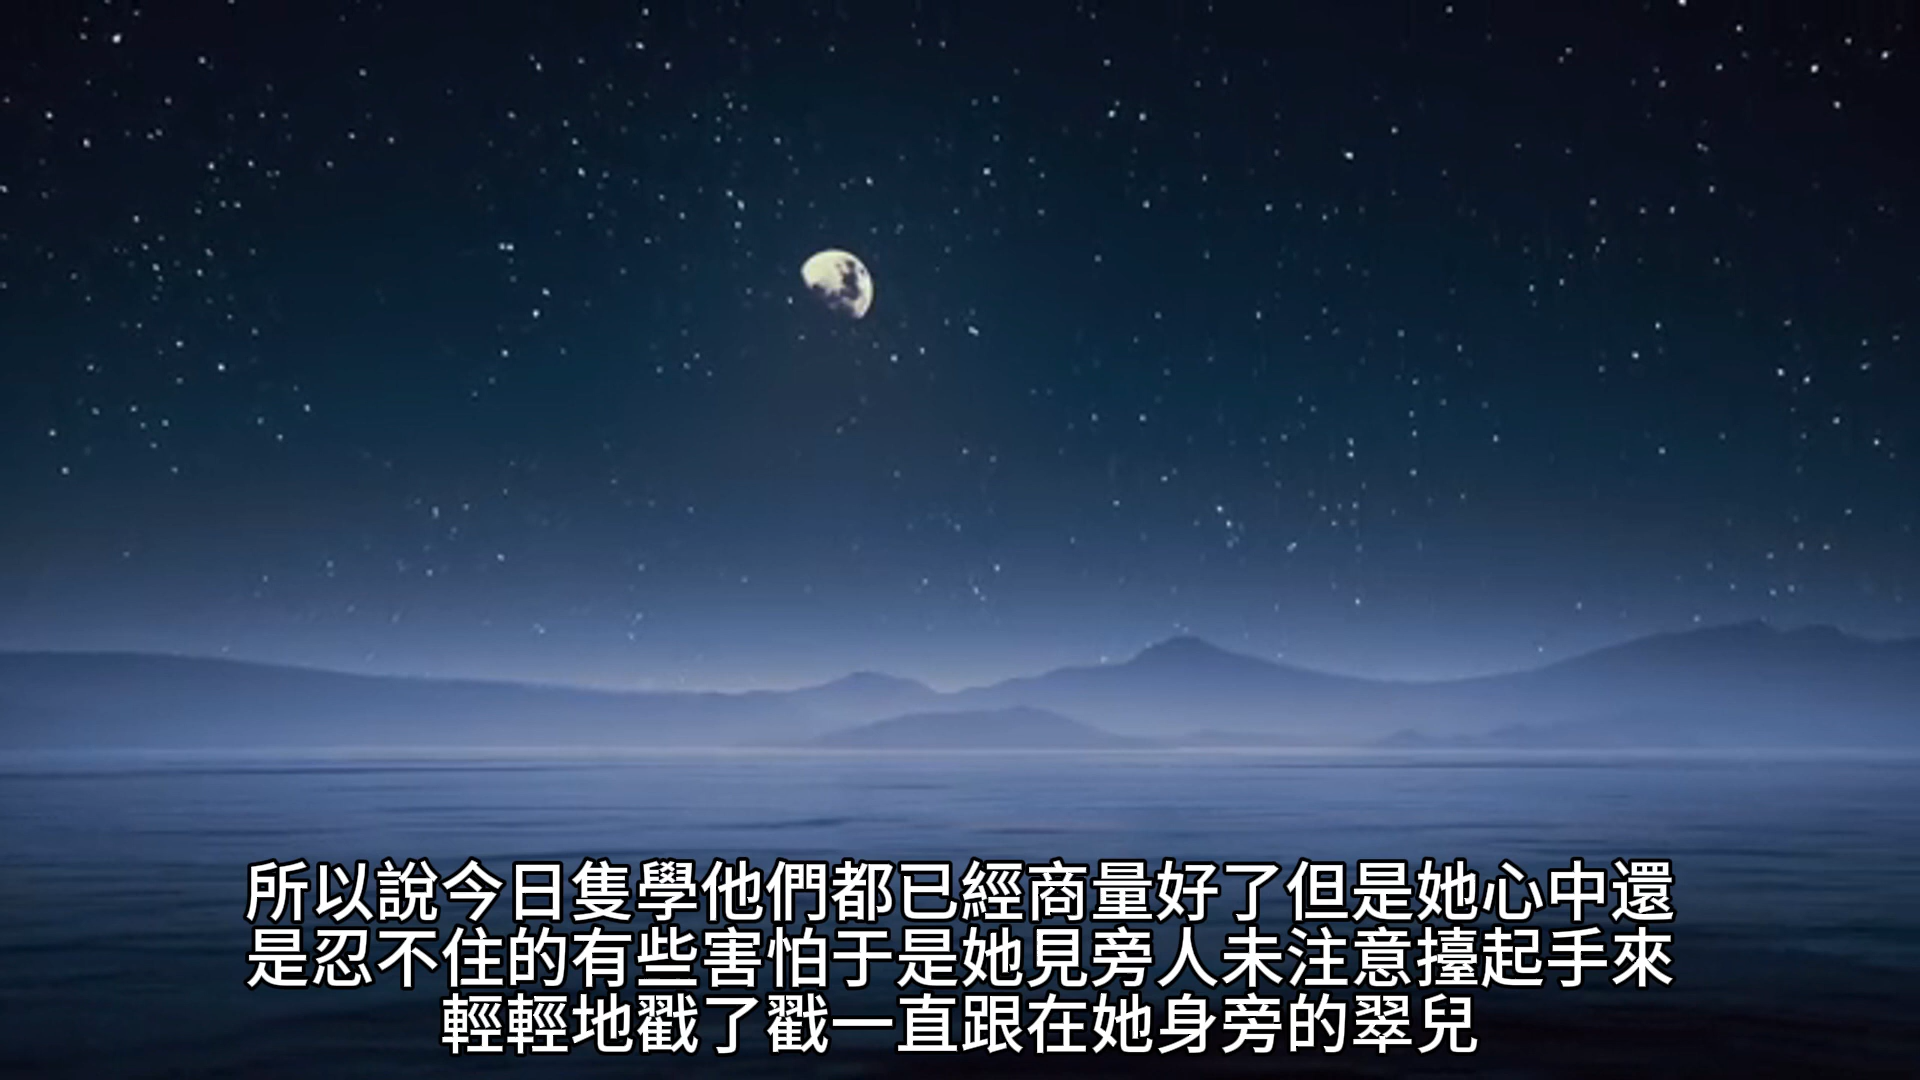 所以說今日隻學他們都已經商量好了但是她心中還
是忍不住的有些害怕于是她見旁人未注意擡起手來
輕輕地戳了戳一直跟在她身旁的翠兒